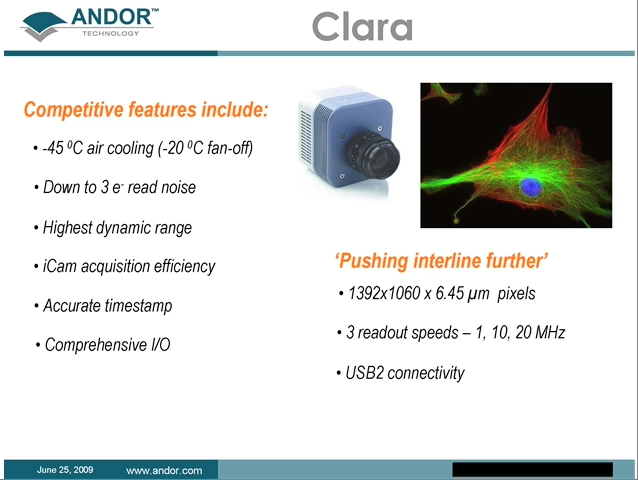 ANDOR™
TECHNOLOGY
Clara
Competitive features include:
• -45 ⁰C air cooling (-20 ⁰C fan-off)
• Down to 3 e⁻ read noise
• Highest dynamic range
• iCam acquisition efficiency
• Accurate timestamp
• Comprehensive I/O
‘Pushing interline further’
• 1392x1060 x 6.45 µm pixels
• 3 readout speeds – 1, 10, 20 MHz
• USB2 connectivity
June 25, 2009
www.andor.com